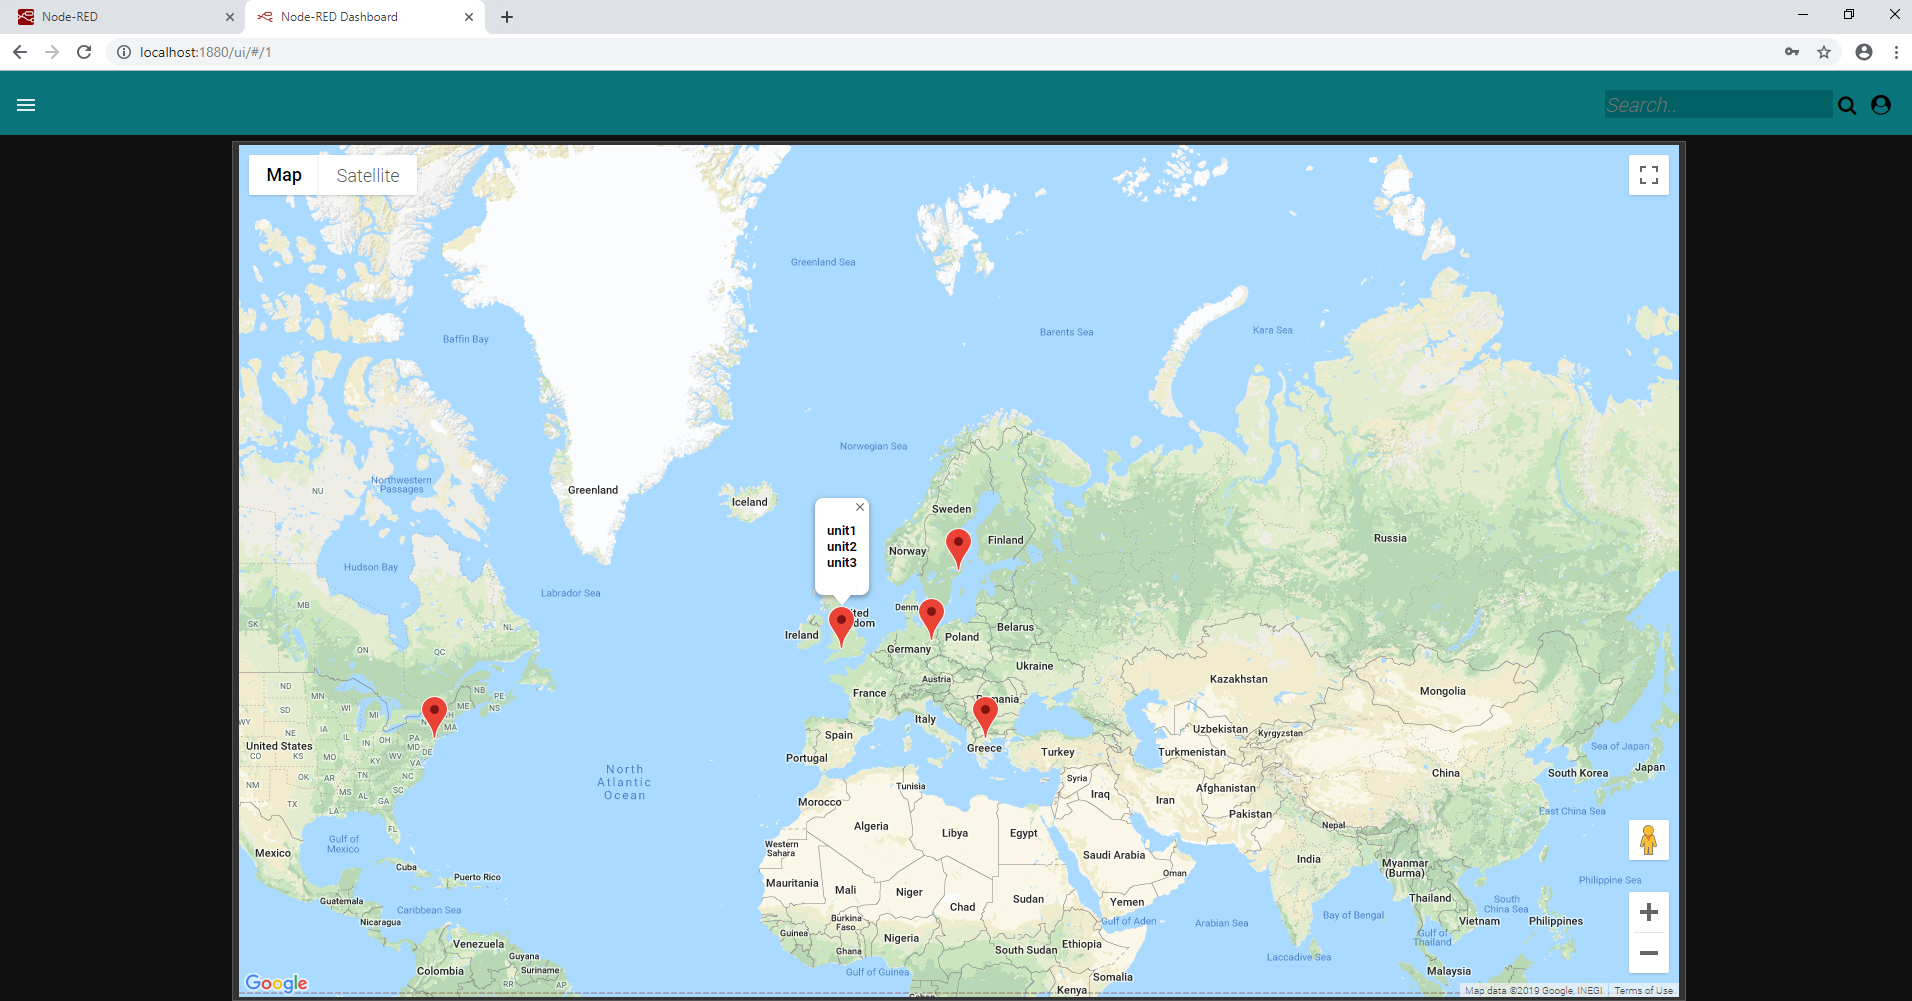 Node-RED
Node-RED Dashboard
localhost:1880/ui/#/1
Search..
Map
Satellite
Greenland Sea
Barents Sea
Kara Sea
Baffin Bay
Norwegian Sea
Northwestern
Passages
NU
Greenland
Iceland
Sweden
unit1
unit2
unit3
Norway
Finland
Russia
Hudson Bay
Labrador Sea
MB
SK
ON
QC
NL
Ireland
Denm
Germany
Poland
Belarus
Ukraine
Austria
France
Italy
Spain
Portugal
Greece
Turkey
Kazakhstan
Mongolia
Uzbekistan
Kyrgyzstan
Turkmenistan
Sea of Japan
Japan
South Korea
China
Afghanistan
Iran
Iraq
Syria
Pakistan
Nepal
East China Sea
ND
MN
SD
WI
MI
NB
PE
ME
NS
MA
WY
NE
IA
IL
IN
OH
PA
MD
DE
United States
CO
KS
MO
KY
WV
VA
OK
AR
TN
NC
NM
MS
AL
SC
GA
TX
LA
FL
North
Atlantic
Ocean
Tunisia
Morocco
Algeria
Libya
Egypt
Western
Sahara
Saudi Arabia
Oman
India
Myanmar
(Burma)
Gulf of
Mexico
Mexico
Cuba
Puerto Rico
Guatemala
Caribbean Sea
Nicaragua
Mauritania
Mali
Niger
Chad
Sudan
Yemen
Gulf of Aden
Arabian Sea
Bay of Bengal
Thailand
South
China Sea
Philippine Sea
Vietnam
Philippines
Gulf of
Thailand
Burkina
Faso
Guinea
Ghana
Nigeria
South Sudan
Ethiopia
Laccadive Sea
Venezuela
Guyana
Suriname
Colombia
RR
AP
Gulf of Guinea
Somalia
Kenya
Malaysia
Google
Map data ©2019 Google, INEGI
Terms of Use